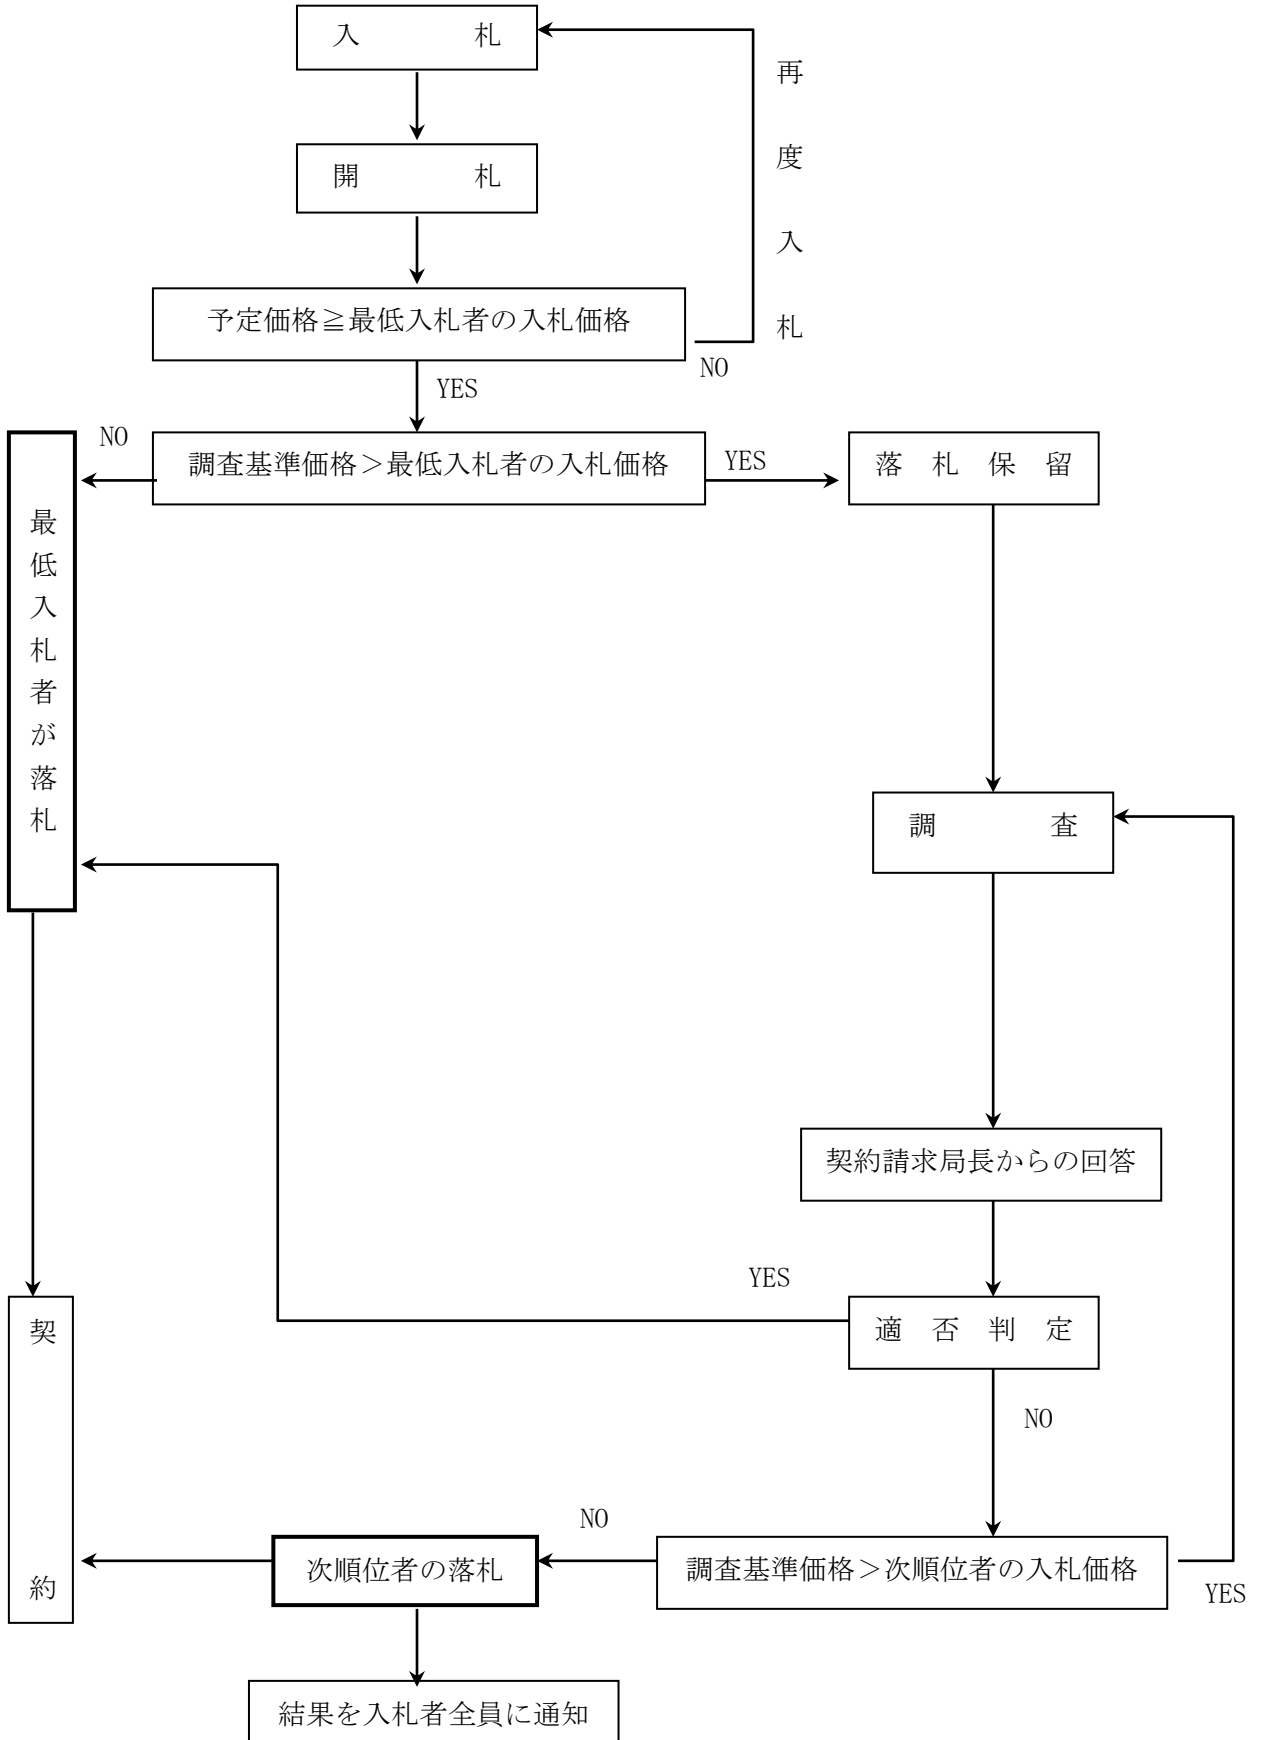 入　札
再度入札
開　札
予定価格≧最低入札者の入札価格
NO
YES
NO
調査基準価格＞最低入札者の入札価格
YES
落札保留
最低入札者が落札
調　査
契約請求局長からの回答
YES
適否判定
契　約
NO
NO
次順位者の落札
調査基準価格＞次順位者の入札価格
YES
結果を入札者全員に通知